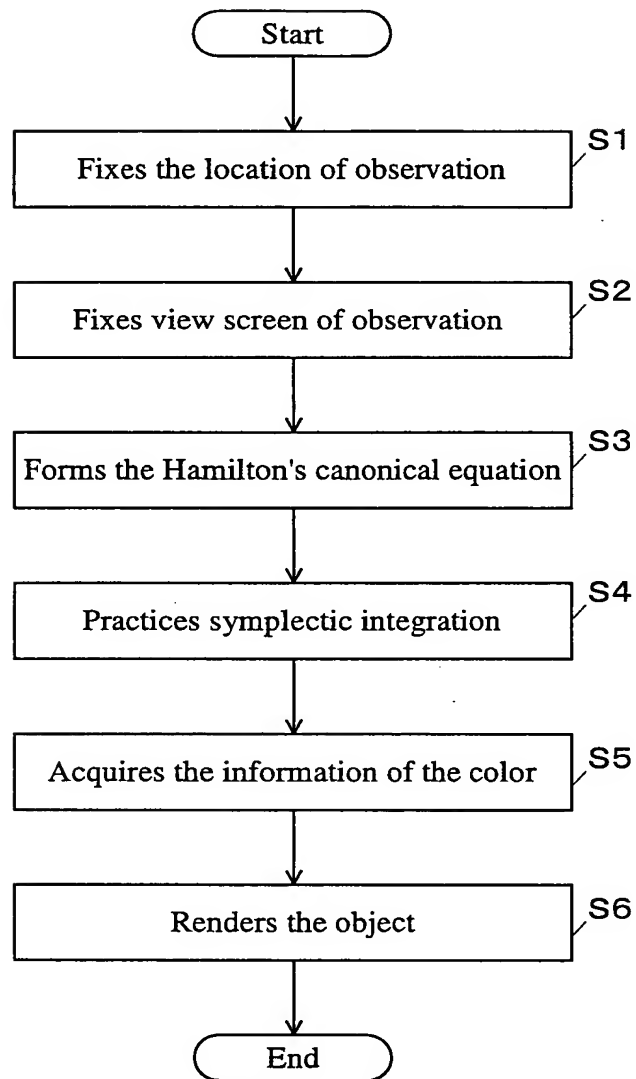 Start
S1
Fixes the location of observation
S2
Fixes view screen of observation
S3
Forms the Hamilton's canonical equation
S4
Practices symplectic integration
S5
Acquires the information of the color
S6
Renders the object
End